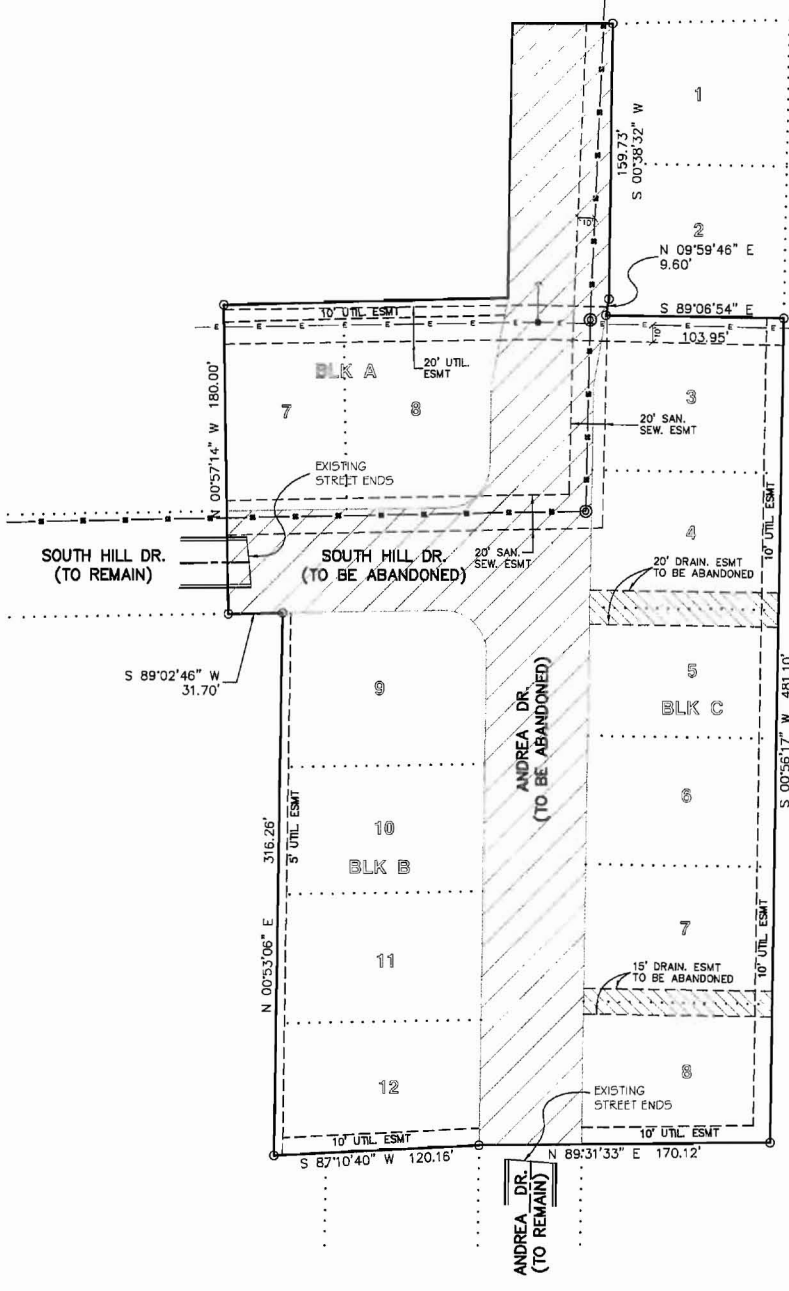 1
159.73'
S 00°38'32" W
2
10'
N 09°59'46" E
9.60'
S 89°06'54" E
10' UTIL ESMT
E E E E E E E E E E E E
10'
103.95'
BLK A
20' UTIL.
ESMT
7
8
3
N 00°57'14" W 180.00'
20' SAN.
SEW. ESMT
EXISTING
STREET ENDS
10' UTIL ESMT
4
SOUTH HILL DR.
(TO REMAIN)
SOUTH HILL DR.
(TO BE ABANDONED)
20' SAN.
SEW. ESMT
20' DRAIN. ESMT
TO BE ABANDONED
S 89°02'46" W
31.70'
9
5
BLK C
ANDREA DR.
(TO BE ABANDONED)
S 00°56'17" W 481.10'
6
N 00°53'06" E 316.26'
5' UTIL ESMT
10
BLK B
7
10' UTIL ESMT
11
15' DRAIN. ESMT
TO BE ABANDONED
12
8
EXISTING
STREET ENDS
10' UTIL ESMT
10' UTIL ESMT
S 87°10'40" W 120.16'
N 89°31'33" E 170.12'
ANDREA DR.
(TO REMAIN)